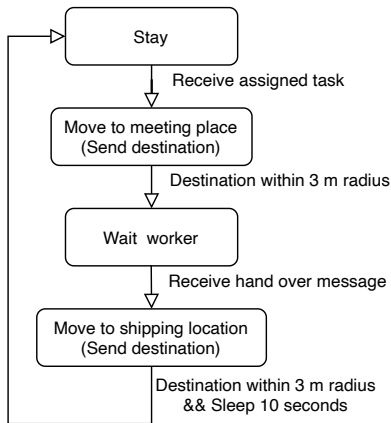 Stay
Receive assigned task
Move to meeting place
(Send destination)
Destination within 3 m radius
Wait worker
Receive hand over message
Move to shipping location
(Send destination)
Destination within 3 m radius
&& Sleep 10 seconds